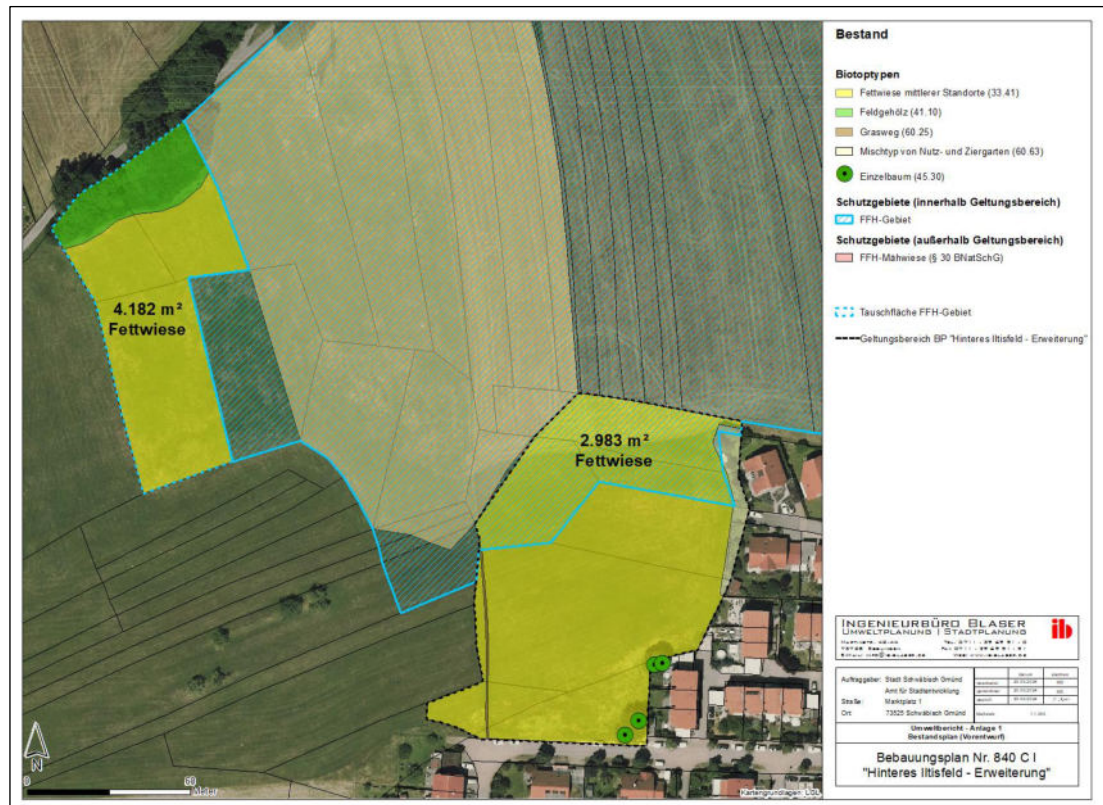 Bestand
Biotoptypen
Fettwiese mittlerer Standorte (33.41)
Feldgehölz (41.10)
Grasweg (60.25)
Mischtyp von Nutz- und Ziergarten (60.63)
Einzelbaum (45.30)
Schutzgebiete (innerhalb Geltungsbereich)
FFH-Gebiet
Schutzgebiete (außerhalb Geltungsbereich)
FFH-Mähwiese (§ 30 BNatSchG)
Tauschfläche FFH-Gebiet
Geltungsbereich BP "Hinteres Iltisfeld - Erweiterung"
4.182 m²
Fettwiese
2.983 m²
Fettwiese
N
0 60
Meter
Kartengrundlagen: LGL
INGENIEURBÜRO BLASER
UMWELTPLANUNG | STADTPLANUNG
ib
Auftraggeber: Stadt Schwäbisch Gmünd
Amt für Stadtentwicklung
Straße: Marktplatz 1
Ort: 73525 Schwäbisch Gmünd
Umweltbericht - Anlage 1
Bestandsplan (Vorentwurf)
Bebauungsplan Nr. 840 C I
"Hinteres Iltisfeld - Erweiterung"